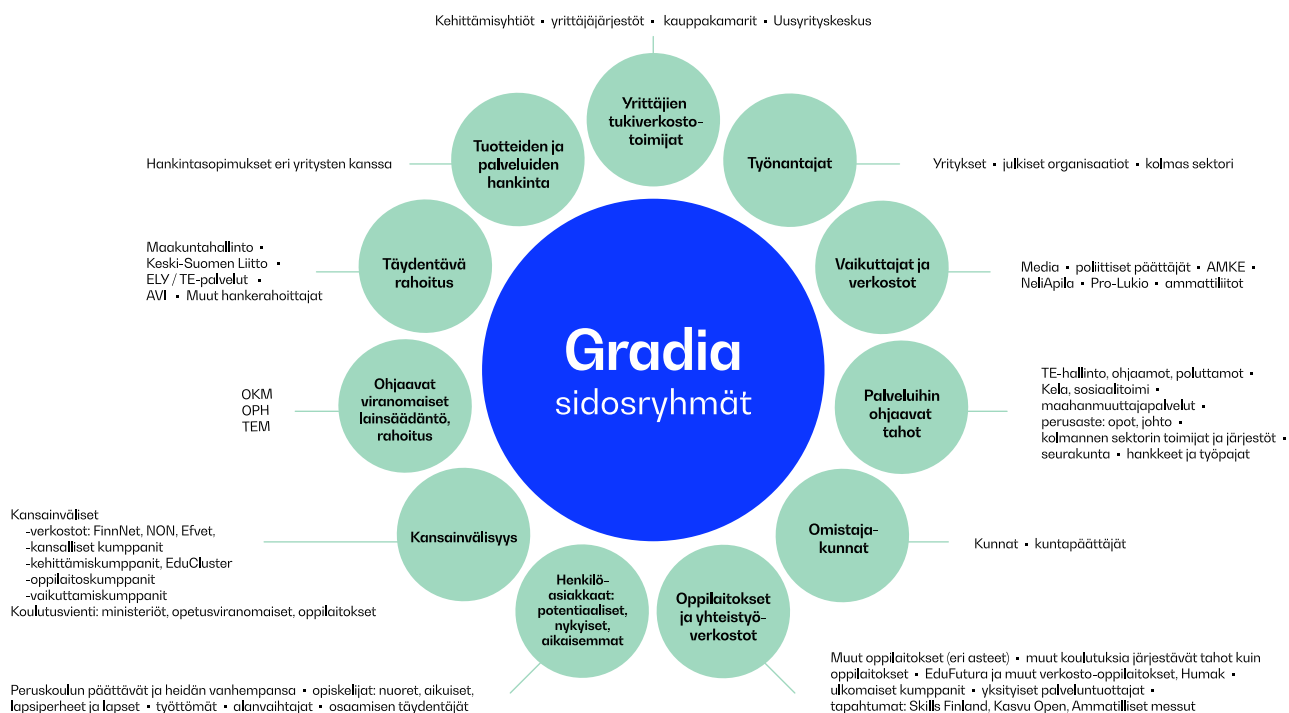 Kehittämisyhtiöt ▪ yrittäjäjärjestöt ▪ kauppakamarit ▪ Uusyrityskeskus
Yrittäjien
tukiverkosto-
toimijat
Työnantajat
Yritykset ▪ julkiset organisaatiot ▪ kolmas sektori
Vaikuttajat ja
verkostot
Media ▪ poliittiset päättäjät ▪ AMKE ▪
NeliApila ▪ Pro-Lukio ▪ ammattiliitot
Palveluihin
ohjaavat
tahot
TE-hallinto, ohjaamot, poluttamot ▪
Kela, sosiaalitoimi ▪
maahanmuuttajapalvelut ▪
perusaste: opot, johto ▪
kolmannen sektorin toimijat ja järjestöt ▪
seurakunta ▪ hankkeet ja työpajat
Omistaja-
kunnat
Kunnat ▪ kuntapäättäjät
Oppilaitokset
ja yhteistyö-
verkostot
Muut oppilaitokset (eri asteet) ▪ muut koulutuksia järjestävät tahot kuin
oppilaitokset ▪ EduFutura ja muut verkosto-oppilaitokset, Humak ▪
ulkomaiset kumppanit ▪ yksityiset palveluntuottajat ▪
tapahtumat: Skills Finland, Kasvu Open, Ammatilliset messut
Henkilö-
asiakkaat:
potentiaaliset,
nykyiset,
aikaisemmat
Peruskoulun päättävät ja heidän vanhempansa ▪ opiskelijat: nuoret, aikuiset,
lapsiperheet ja lapset ▪ työttömät ▪ alanvaihtajat ▪ osaamisen täydentäjät
Kansainvälisyys
Kansainväliset
-verkostot: FinnNet, NON, Efvet,
-kansalliset kumppanit
-kehittämiskumppanit, EduCluster
-oppilaitoskumppanit
-vaikuttamiskumppanit
Koulutusvienti: ministeriöt, opetusviranomaiset, oppilaitokset
Ohjaavat
viranomaiset
lainsäädäntö,
rahoitus
OKM
OPH
TEM
Täydentävä
rahoitus
Maakuntahallinto ▪
Keski-Suomen Liitto ▪
ELY / TE-palvelut ▪
AVI ▪ Muut hankerahoittajat
Tuotteiden ja
palveluiden
hankinta
Hankintasopimukset eri yritysten kanssa
Gradia
sidosryhmät